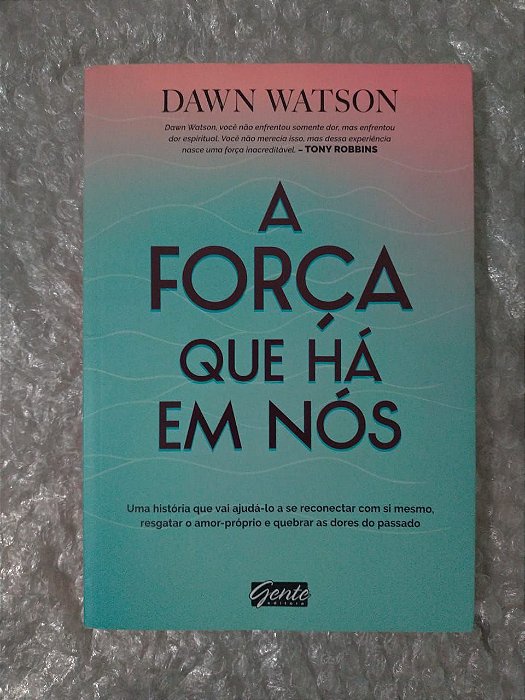 DAWN WATSON
Dawn Watson, você não enfrentou somente dor, mas enfrentou
dor espiritual. Você não merecia isso, mas dessa experiência
nasce uma força inacreditável. – TONY ROBBINS
A
FORÇA
QUE HÁ
EM NÓS
Uma história que vai ajudá-lo a se reconectar com si mesmo,
resgatar o amor-próprio e quebrar as dores do passado
Gente
editora